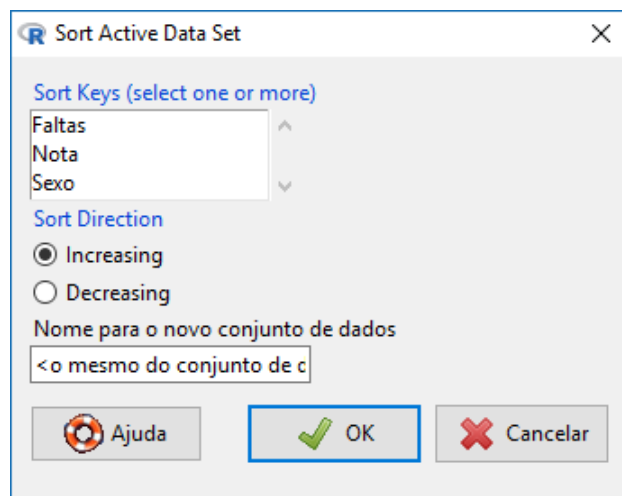 Sort Active Data Set
Sort Keys (select one or more)
Faltas
Nota
Sexo
Sort Direction
Increasing
Decreasing
Nome para o novo conjunto de dados
<o mesmo do conjunto de c
Ajuda
OK
Cancelar